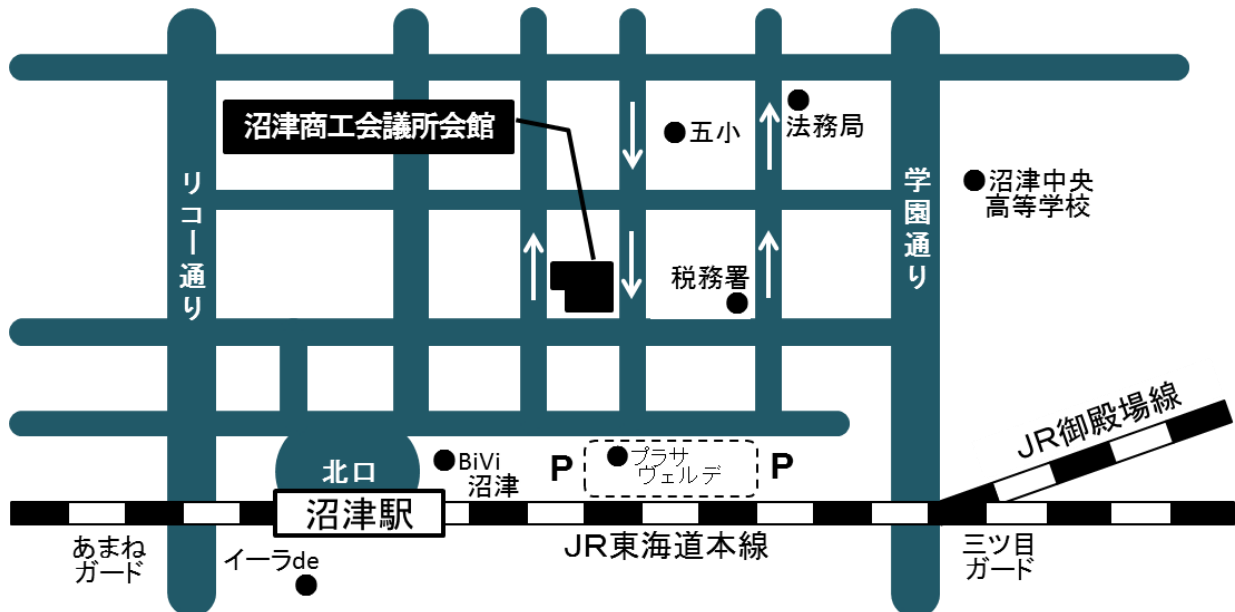 沼津商工会議所会館
五小
法務局
リコー通り
学園通り
沼津中央
高等学校
税務署
JR御殿場線
北口
BiVi
沼津
P
プラサ
ヴェルデ
P
沼津駅
JR東海道本線
あまね
ガード
イーラde
三ツ目
ガード